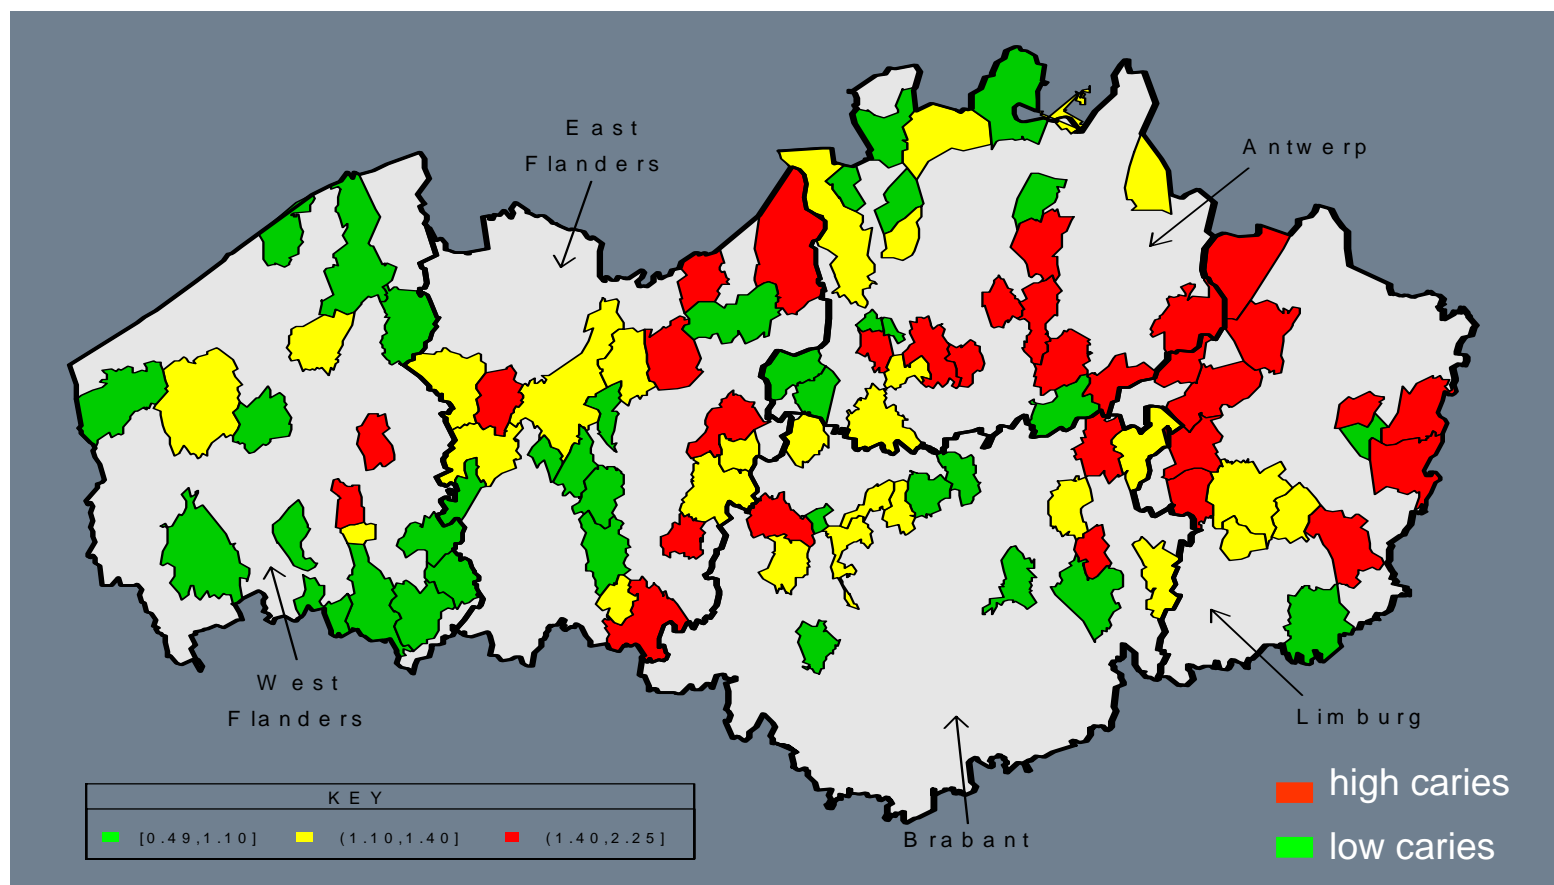 East
Flanders
Antwerp
West
Flanders
Limburg
Brabant
KEY
[0.49,1.10]
(1.10,1.40]
(1.40,2.25]
high caries
low caries